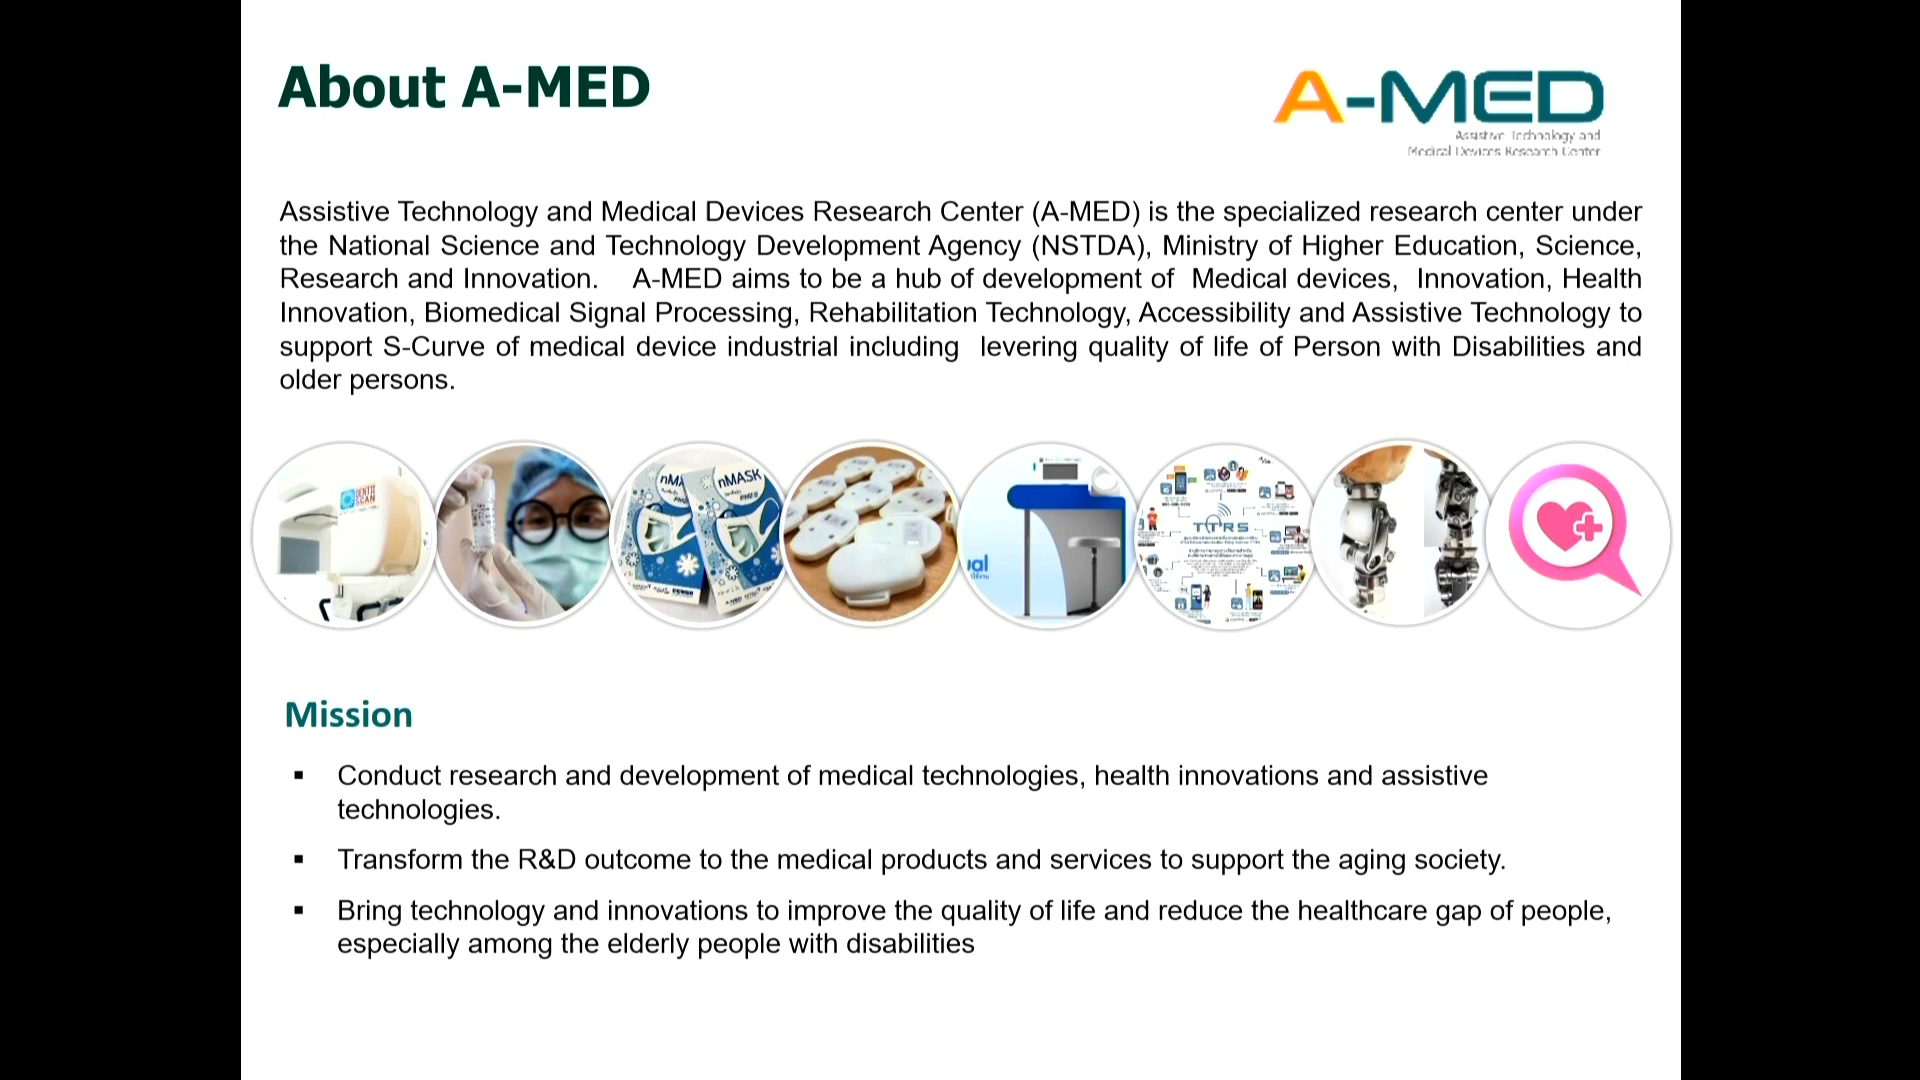 About A-MED
A-MED
Assistive Technology and
Medical Devices Research Center
Assistive Technology and Medical Devices Research Center (A-MED) is the specialized research center under
the National Science and Technology Development Agency (NSTDA), Ministry of Higher Education, Science,
Research and Innovation. A-MED aims to be a hub of development of Medical devices, Innovation, Health
Innovation, Biomedical Signal Processing, Rehabilitation Technology, Accessibility and Assistive Technology to
support S-Curve of medical device industrial including levering quality of life of Person with Disabilities and
older persons.
SCAN
nMASK
TTRS
Mission
▪ Conduct research and development of medical technologies, health innovations and assistive
technologies.
▪ Transform the R&D outcome to the medical products and services to support the aging society.
▪ Bring technology and innovations to improve the quality of life and reduce the healthcare gap of people,
especially among the elderly people with disabilities